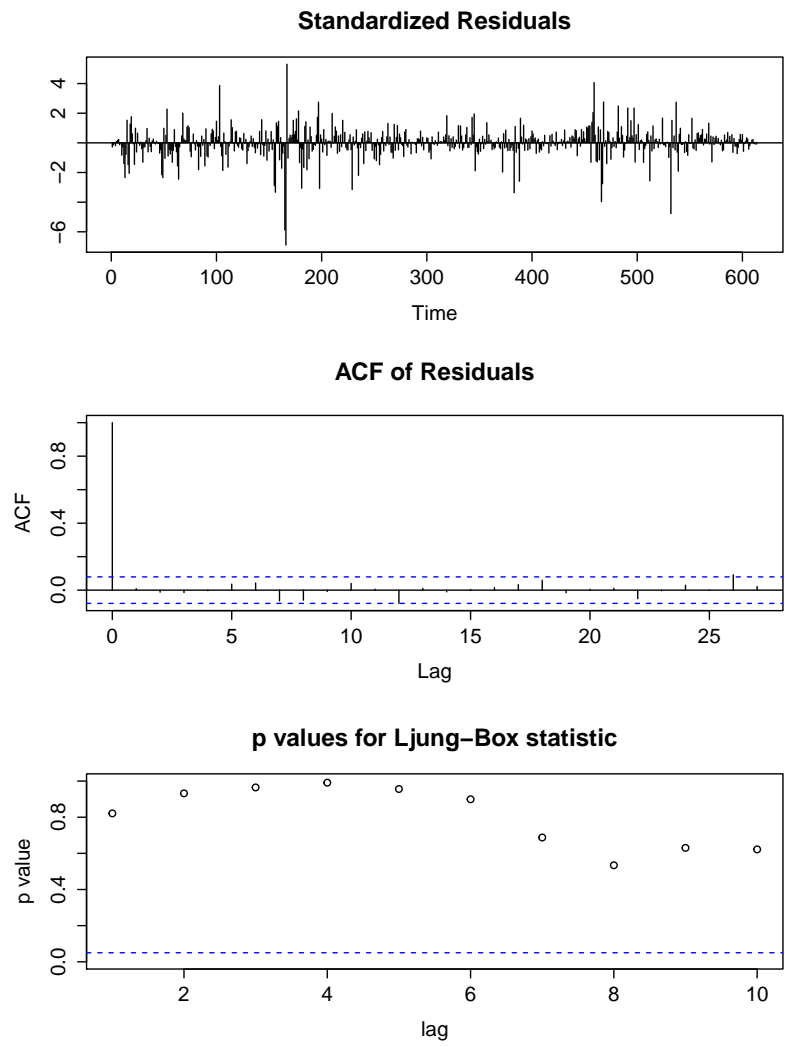 Standardized Residuals
4
2
−2
−6
0 100 200 300 400 500 600
Time
ACF of Residuals
0.8
0.4
0.0
ACF
0 5 10 15 20 25
Lag
p values for Ljung−Box statistic
0.8
0.4
0.0
p value
2 4 6 8 10
lag